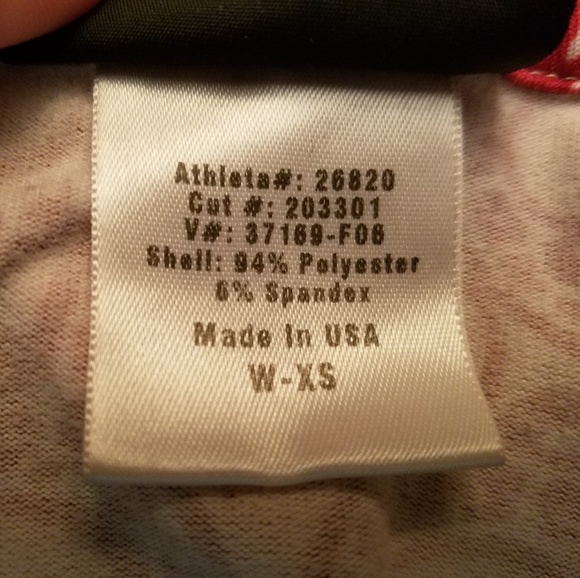 Athleta#: 26820
Cut #: 203301
V#: 37169-F06
Shell: 94% Polyester
6% Spandex
Made In USA
W-XS